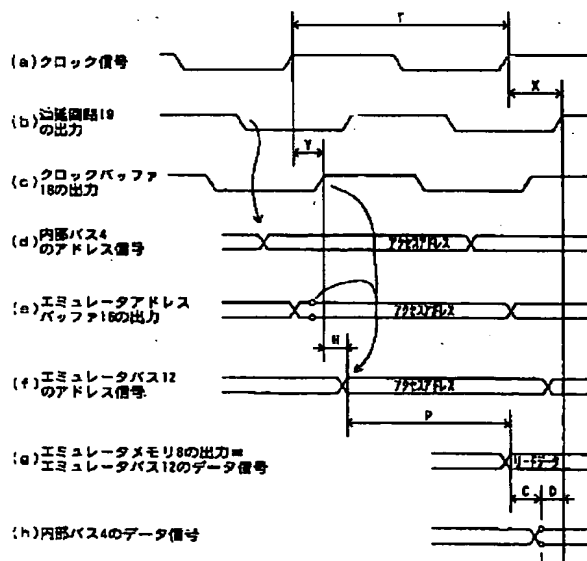 T
(a)クロック信号
X
(b)遅延回路19
の出力
Y
(c)クロックバッファ
18の出力
(d)内部バス4
のアドレス信号
アクセスアドレス
(e)エミュレータアドレス
バッファ16の出力
アクセスアドレス
H
(f)エミュレータバス12
のアドレス信号
アクセスアドレス
P
(g)エミュレータメモリ8の出力=
エミュレータバス12のデータ信号
リードデータ
C D
(h)内部バス4のデータ信号